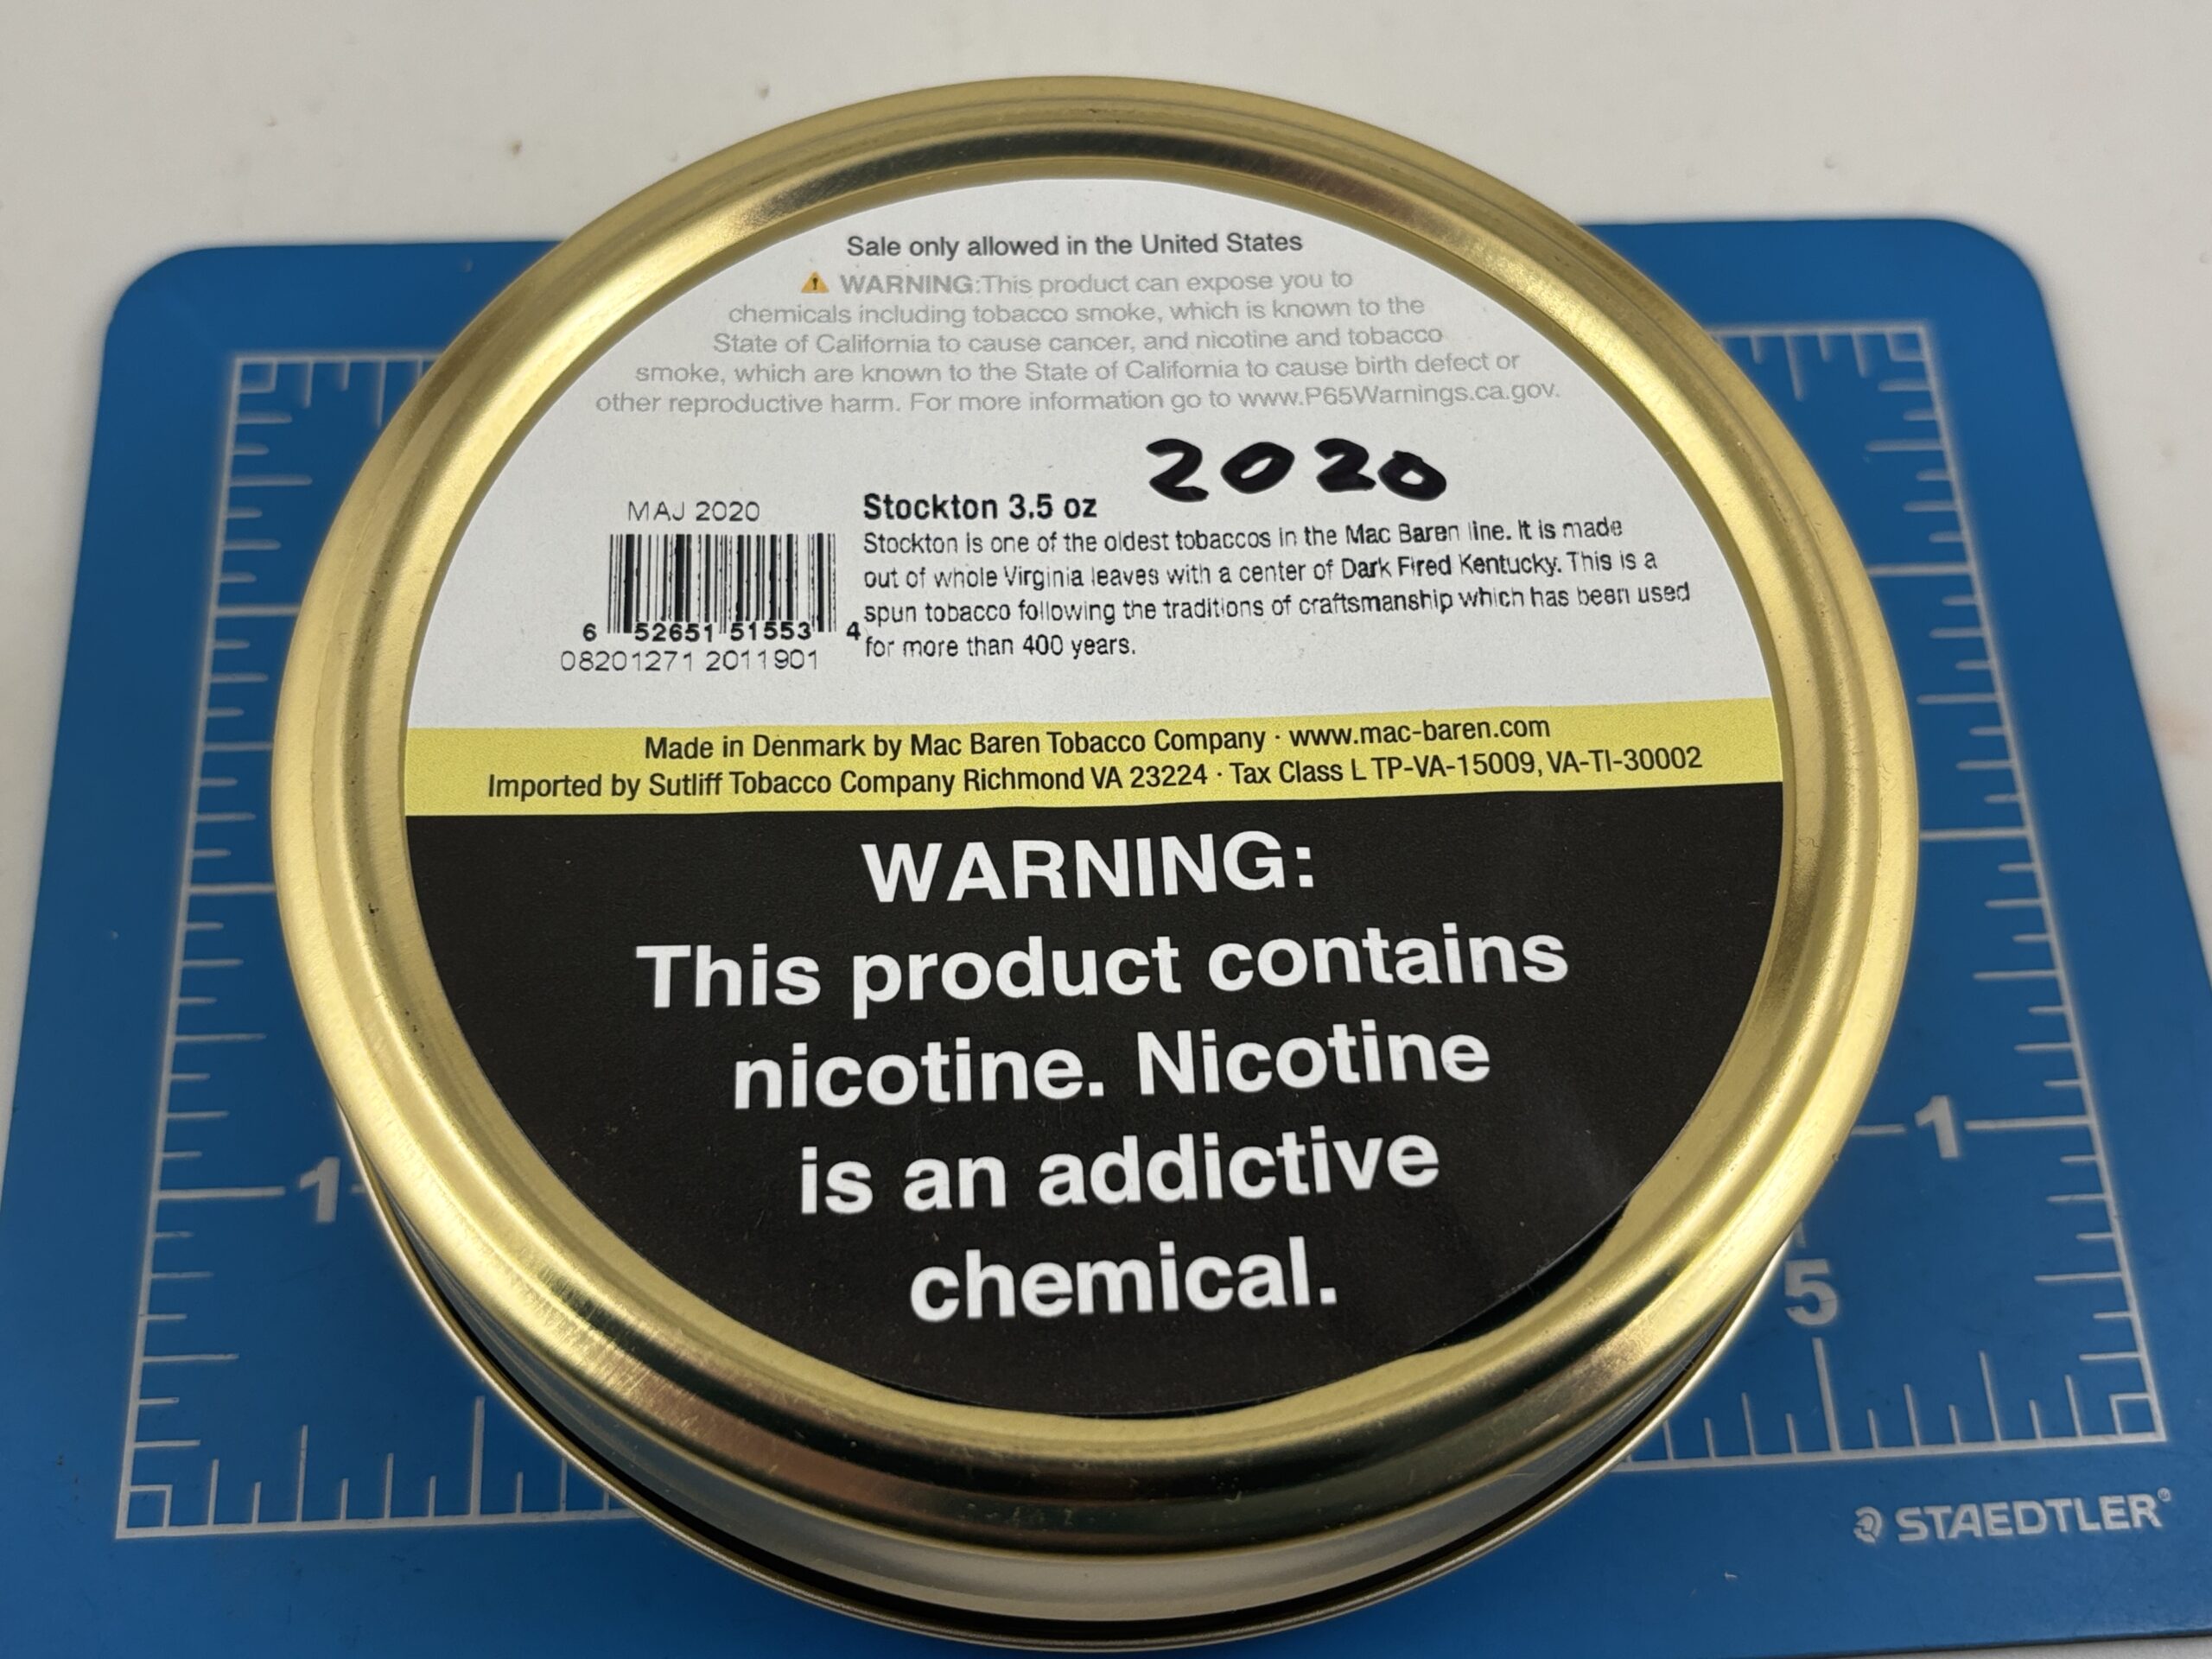 Sale only allowed in the United States
⚠ WARNING:This product can expose you to
chemicals including tobacco smoke, which is known to the
State of California to cause cancer, and nicotine and tobacco
smoke, which are known to the State of California to cause birth defect or
other reproductive harm. For more information go to www.P65Warnings.ca.gov.
2020
MAJ 2020
6 52651 51553 4
08201271 2011901
Stockton 3.5 oz
Stockton is one of the oldest tobaccos in the Mac Baren line. It is made
out of whole Virginia leaves with a center of Dark Fired Kentucky. This is a
spun tobacco following the traditions of craftsmanship which has been used
for more than 400 years.
Made in Denmark by Mac Baren Tobacco Company · www.mac-baren.com
Imported by Sutliff Tobacco Company Richmond VA 23224 · Tax Class L TP-VA-15009, VA-TI-30002
WARNING:
This product contains
nicotine. Nicotine
is an addictive
chemical.
1
1
5
STAEDTLER®